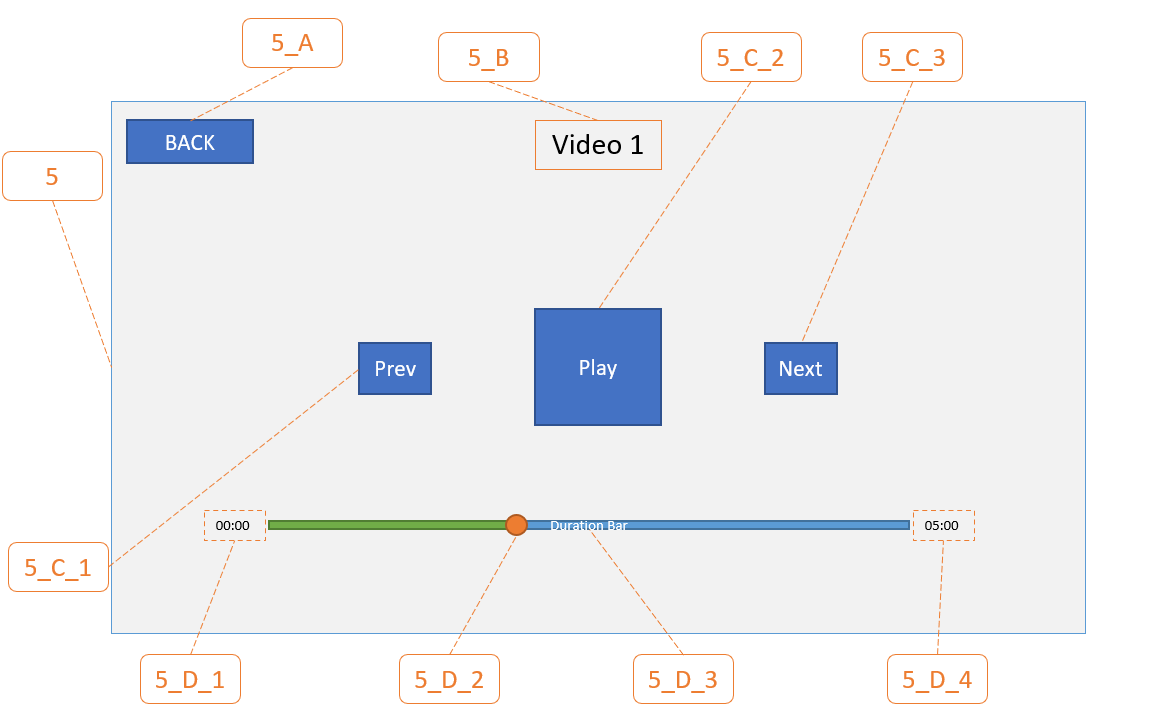 5_A
5_B
5_C_2
5_C_3
BACK
Video 1
5
Prev
Play
Next
00:00
Duration Bar
05:00
5_C_1
5_D_1
5_D_2
5_D_3
5_D_4